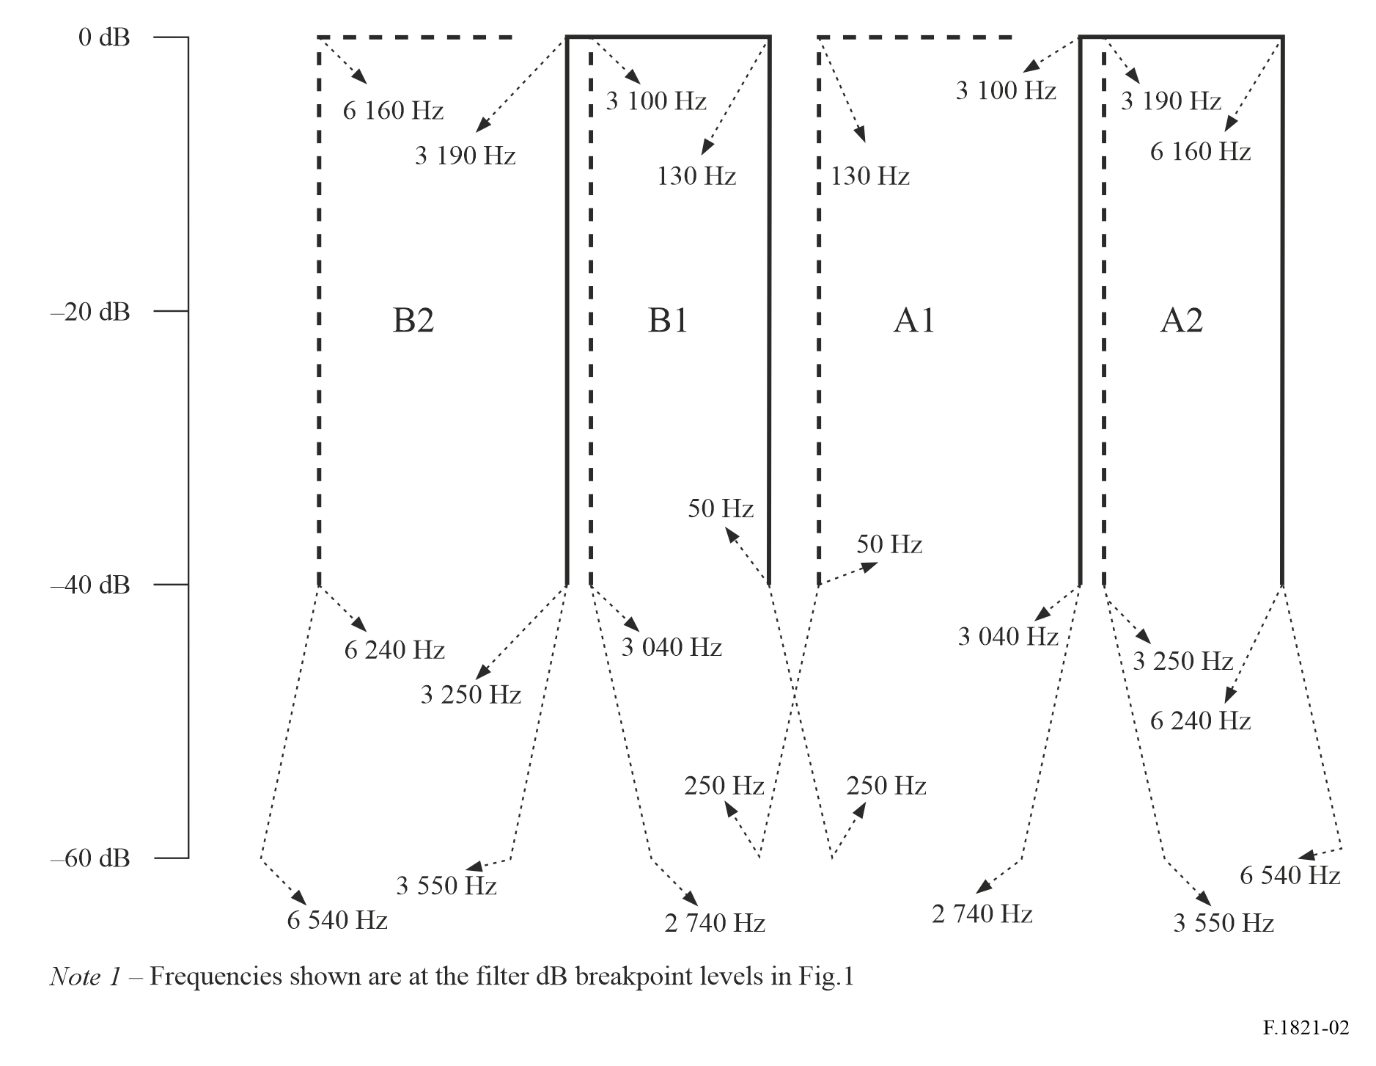 0 dB
6 160 Hz
3 190 Hz
3 100 Hz
130 Hz
130 Hz
3 100 Hz
3 190 Hz
6 160 Hz
–20 dB
B2
B1
A1
A2
50 Hz
50 Hz
–40 dB
6 240 Hz
3 250 Hz
3 040 Hz
3 040 Hz
3 250 Hz
6 240 Hz
250 Hz
250 Hz
–60 dB
6 540 Hz
3 550 Hz
2 740 Hz
2 740 Hz
3 550 Hz
6 540 Hz
Note 1 – Frequencies shown are at the filter dB breakpoint levels in Fig.1
F.1821-02